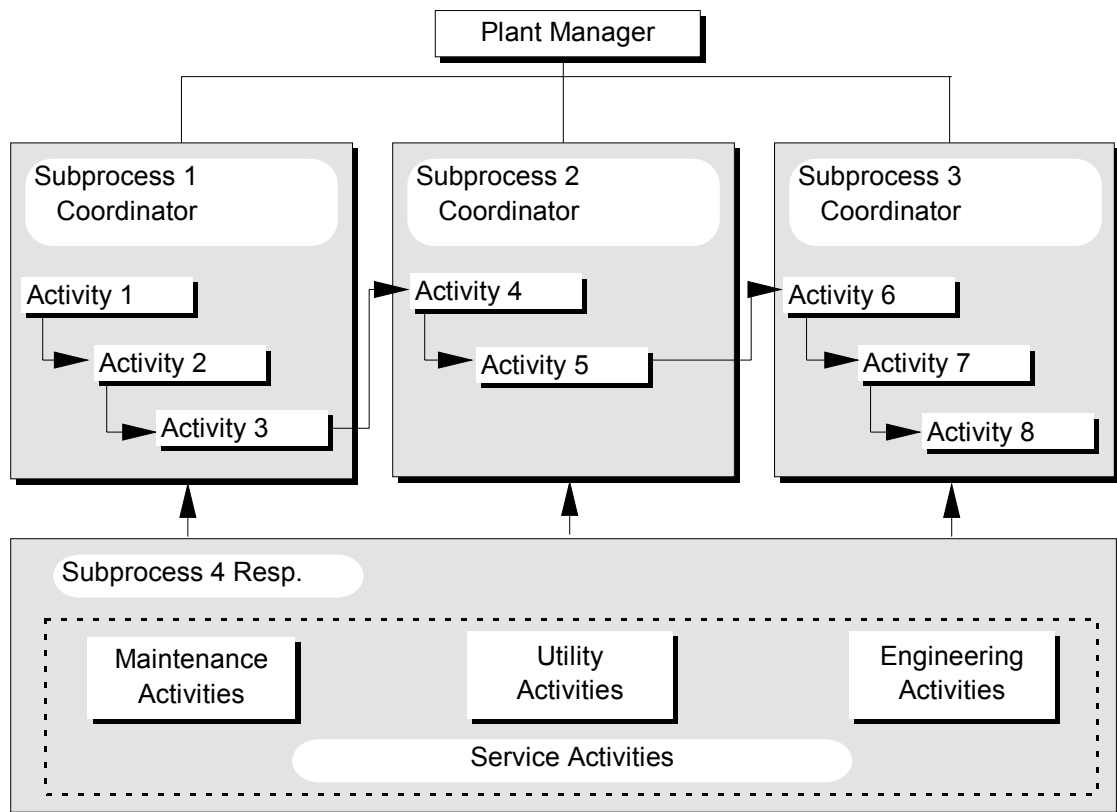 Plant Manager
Subprocess 1
Coordinator
Activity 1
Activity 2
Activity 3
Subprocess 2
Coordinator
Activity 4
Activity 5
Subprocess 3
Coordinator
Activity 6
Activity 7
Activity 8
Subprocess 4 Resp.
Maintenance
Activities
Utility
Activities
Engineering
Activities
Service Activities